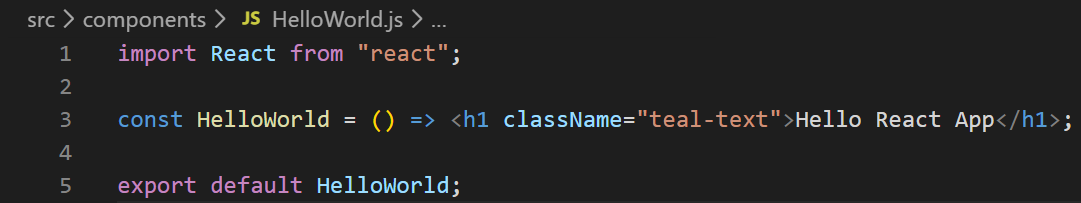 src > components > JS HelloWorld.js > ...
1 import React from "react";
2
3 const HelloWorld = () => <h1 className="teal-text">Hello React App</h1>;
4
5 export default HelloWorld;